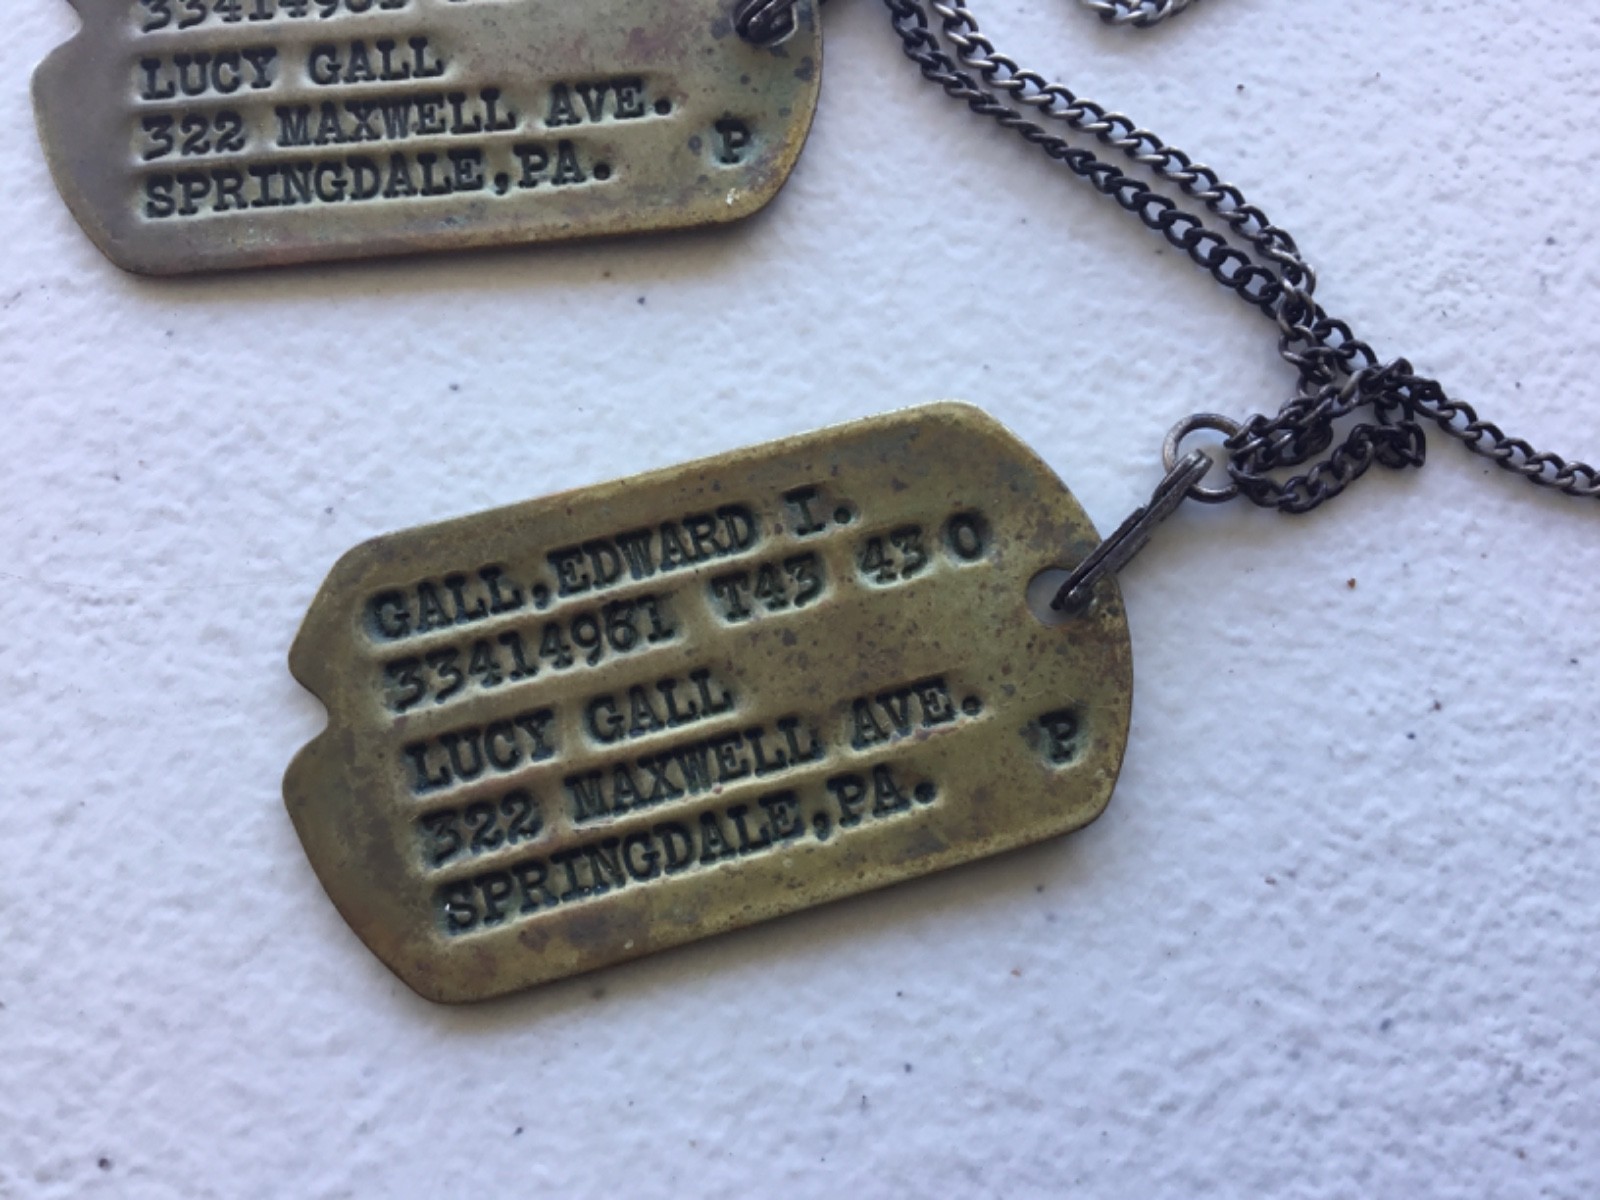 LUCY GALL
322 MAXWELL AVE.
SPRINGDALE,PA. P
GALL,EDWARD I.
33414961 T43 43 O
LUCY GALL
322 MAXWELL AVE.
SPRINGDALE,PA. P